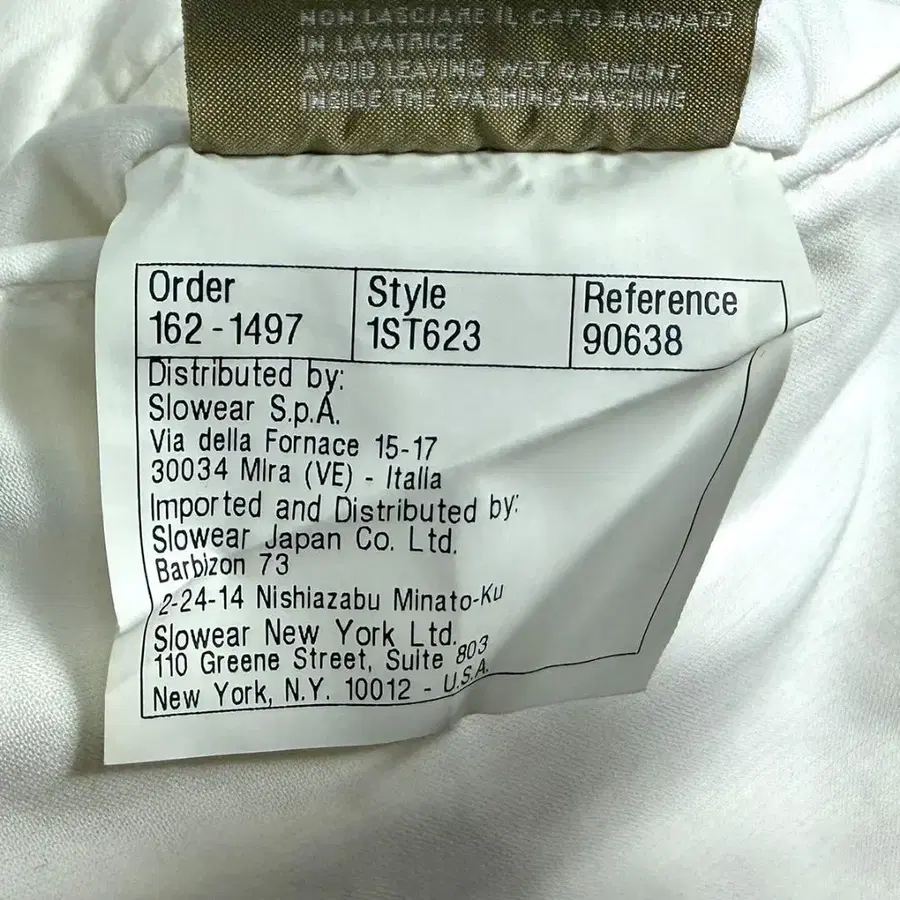 NON LASCIARE IL CAPO BAGNATO
IN LAVATRICE
AVOID LEAVING WET GARMENT
INSIDE THE WASHING MACHINE
Order Style Reference
162-1497 1ST623 90638
Distributed by:
Slowear S.p.A.
Via della Fornace 15-17
30034 Mira (VE) - Italia
Imported and Distributed by:
Slowear Japan Co. Ltd.
Barbizon 73
2-24-14 Nishiazabu Minato-Ku
Slowear New York Ltd.
110 Greene Street, Suite 803
New York, N.Y. 10012 - U.S.A.